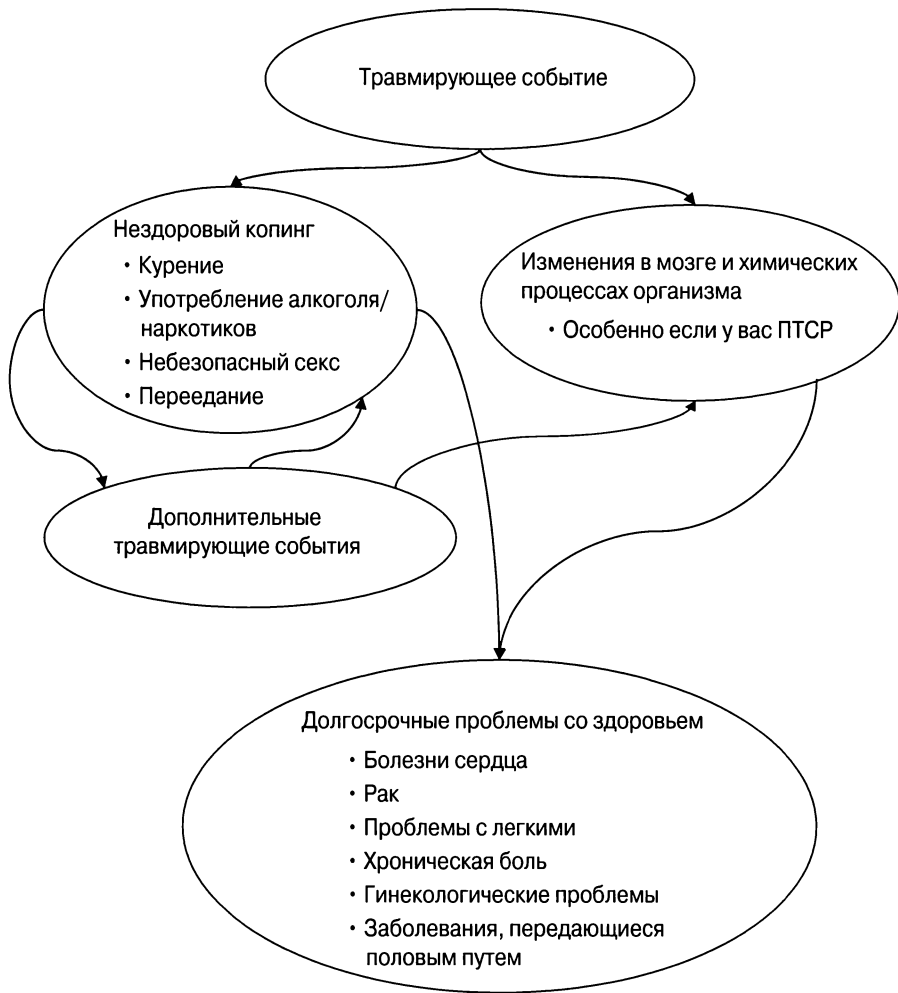 Травмирующее событие
Нездоровый копинг
• Курение
• Употребление алкоголя/
наркотиков
• Небезопасный секс
• Переедание
Изменения в мозге и химических
процессах организма
• Особенно если у вас ПТСР
Дополнительные
травмирующие события
Долгосрочные проблемы со здоровьем
• Болезни сердца
• Рак
• Проблемы с легкими
• Хроническая боль
• Гинекологические проблемы
• Заболевания, передающиеся
половым путем